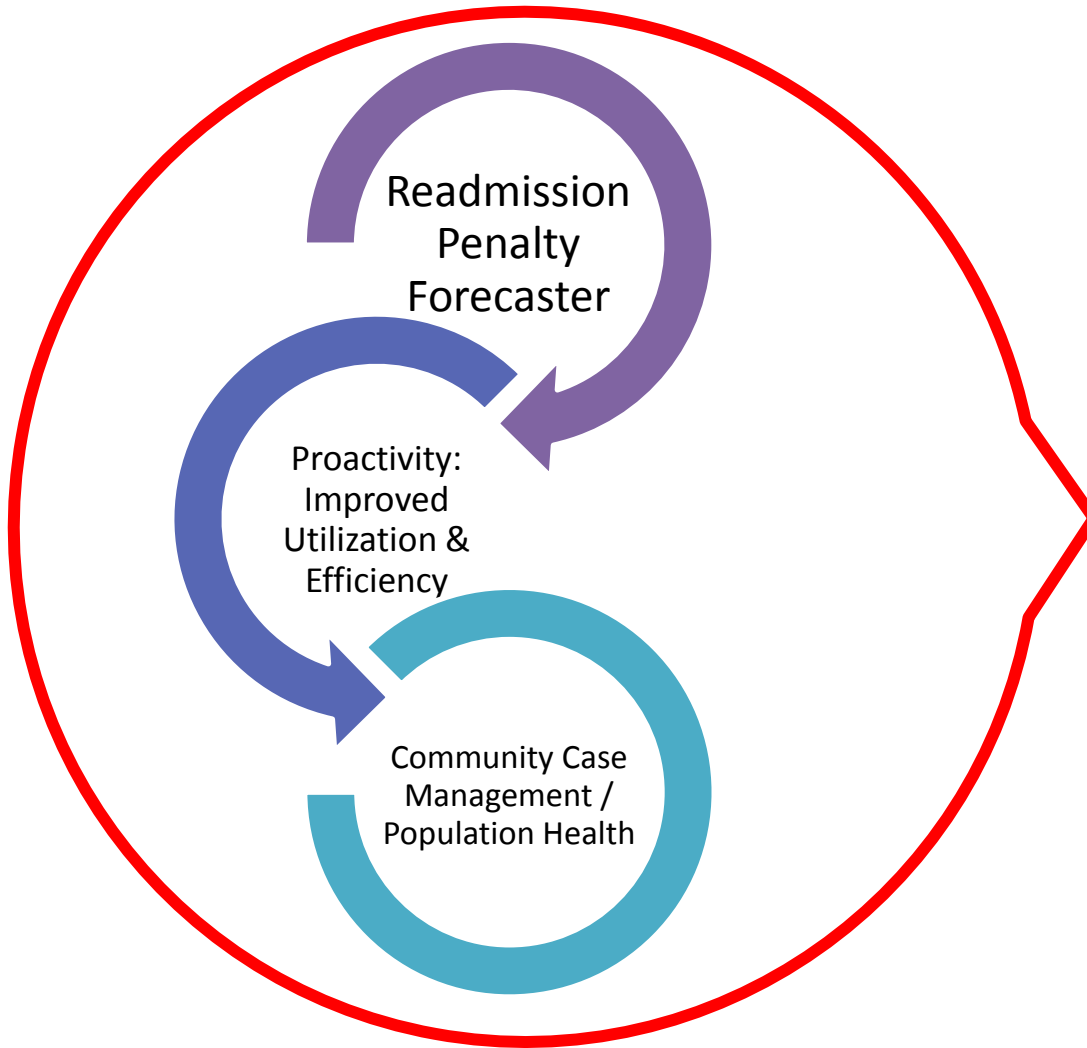 Readmission
Penalty
Forecaster
Proactivity:
Improved
Utilization &
Efficiency
Community Case
Management /
Population Health